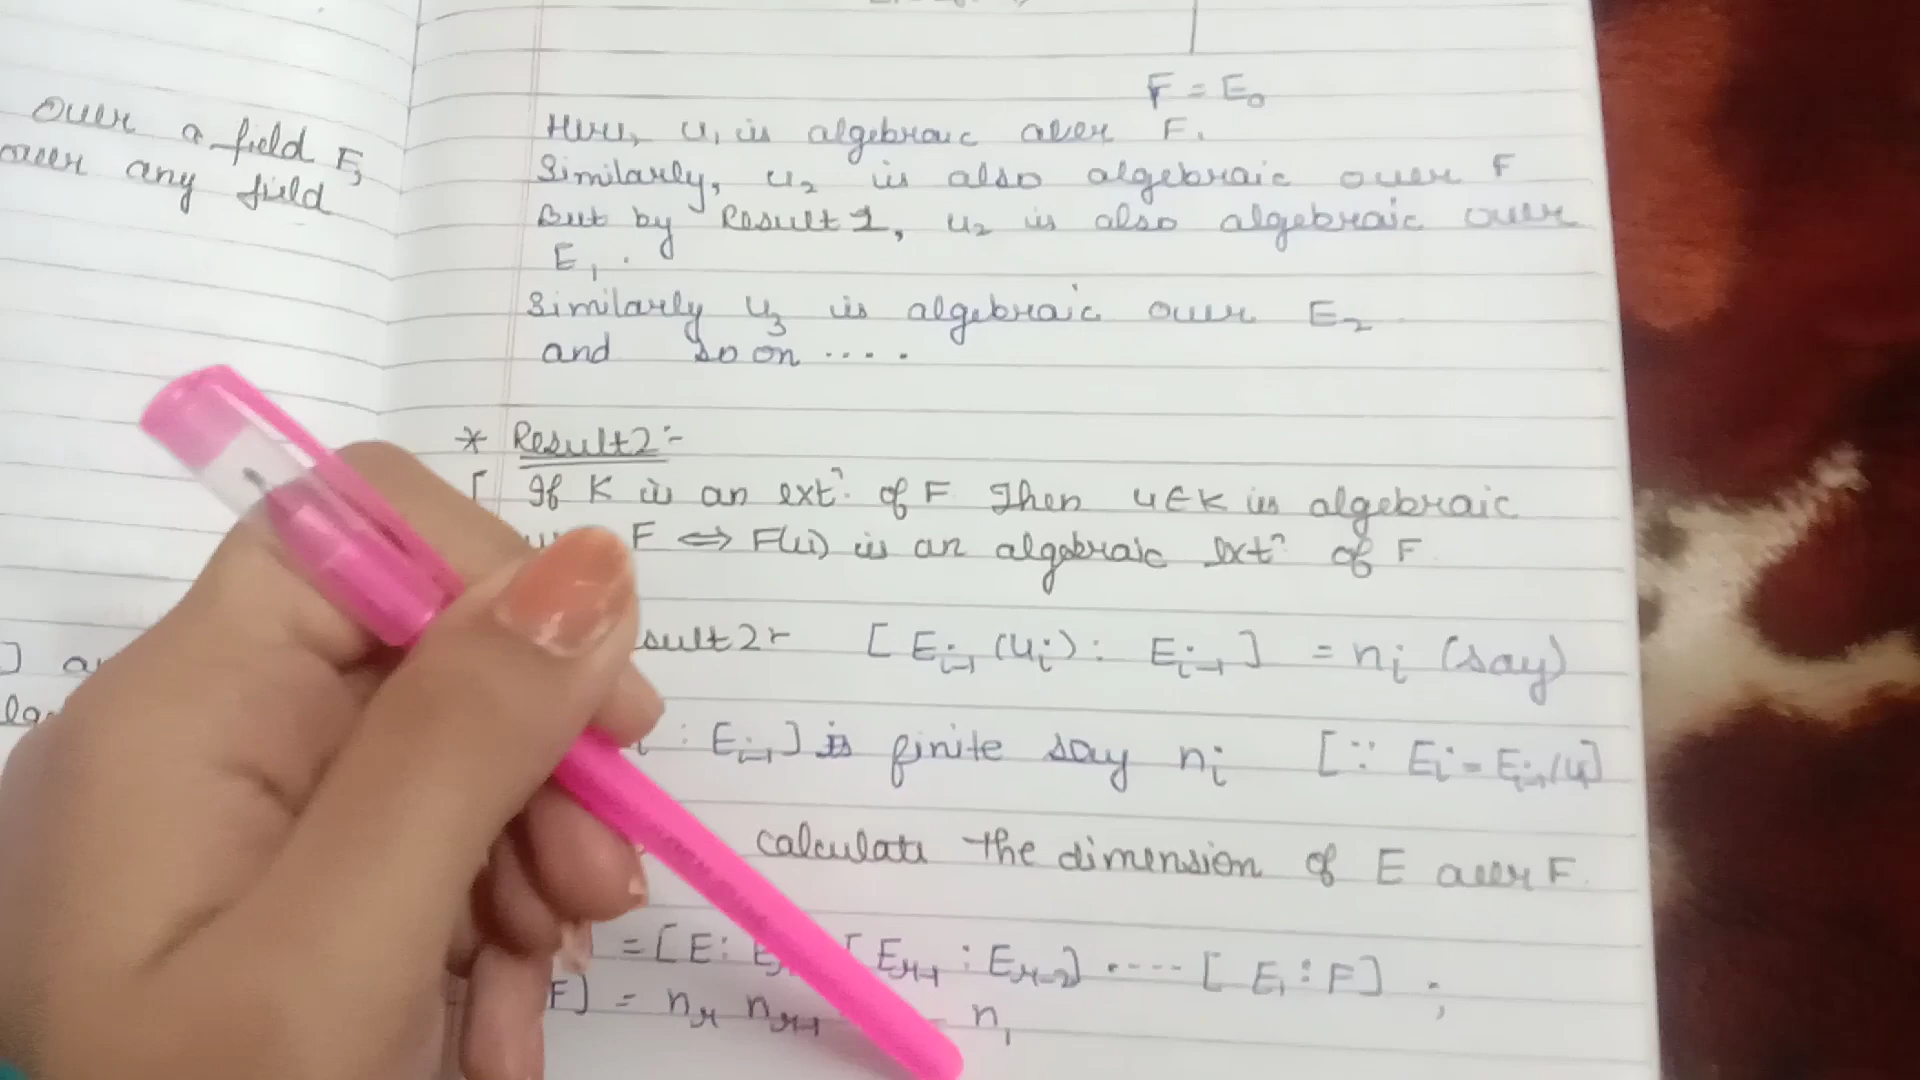 over a field F,
over any field
F = E₀
Here, u₁ is algebraic over F.
Similarly, u₂ is also algebraic over F
But by Result 1, u₂ is also algebraic over
E₁.
Similarly u₃ is algebraic over E₂
and so on ....
* Result 2:-
[ If K is an extⁿ. of F Then u∈K is algebraic
F ⇔ F(u) is an algebraic extⁿ of F
sult 2 [Eᵢ₋₁(uᵢ) : Eᵢ₋₁] = nᵢ (say)
: Eᵢ₋₁] is finite say nᵢ [∵ Eᵢ = Eᵢ₋₁(uᵢ]
calculate the dimension of E over F.
= [E : E [Eᵣ₋₁ : Eᵣ₋₂] .... [E₁ : F] ;
F] = nᵣ nᵣ₋₁ n₁